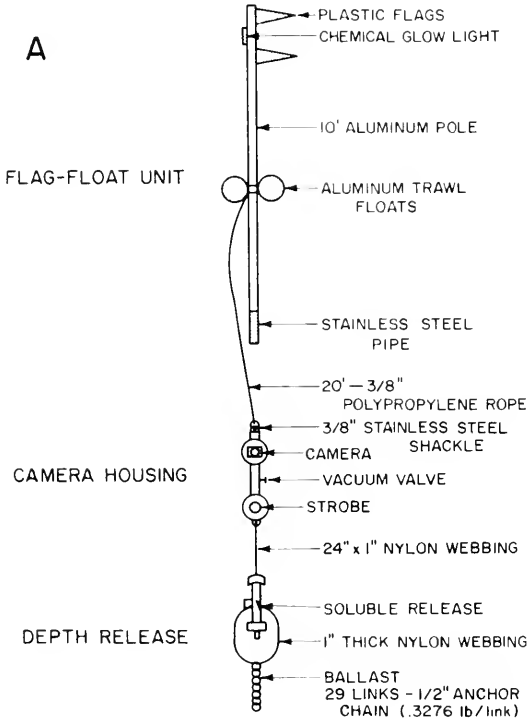 A
PLASTIC FLAGS
CHEMICAL GLOW LIGHT
10' ALUMINUM POLE
FLAG-FLOAT UNIT
ALUMINUM TRAWL
FLOATS
STAINLESS STEEL
PIPE
20' — 3/8"
POLYPROPYLENE ROPE
3/8" STAINLESS STEEL
SHACKLE
CAMERA
CAMERA HOUSING
VACUUM VALVE
STROBE
24" x 1" NYLON WEBBING
SOLUBLE RELEASE
DEPTH RELEASE
1" THICK NYLON WEBBING
BALLAST
29 LINKS - 1/2" ANCHOR
CHAIN (.3276 lb/link)